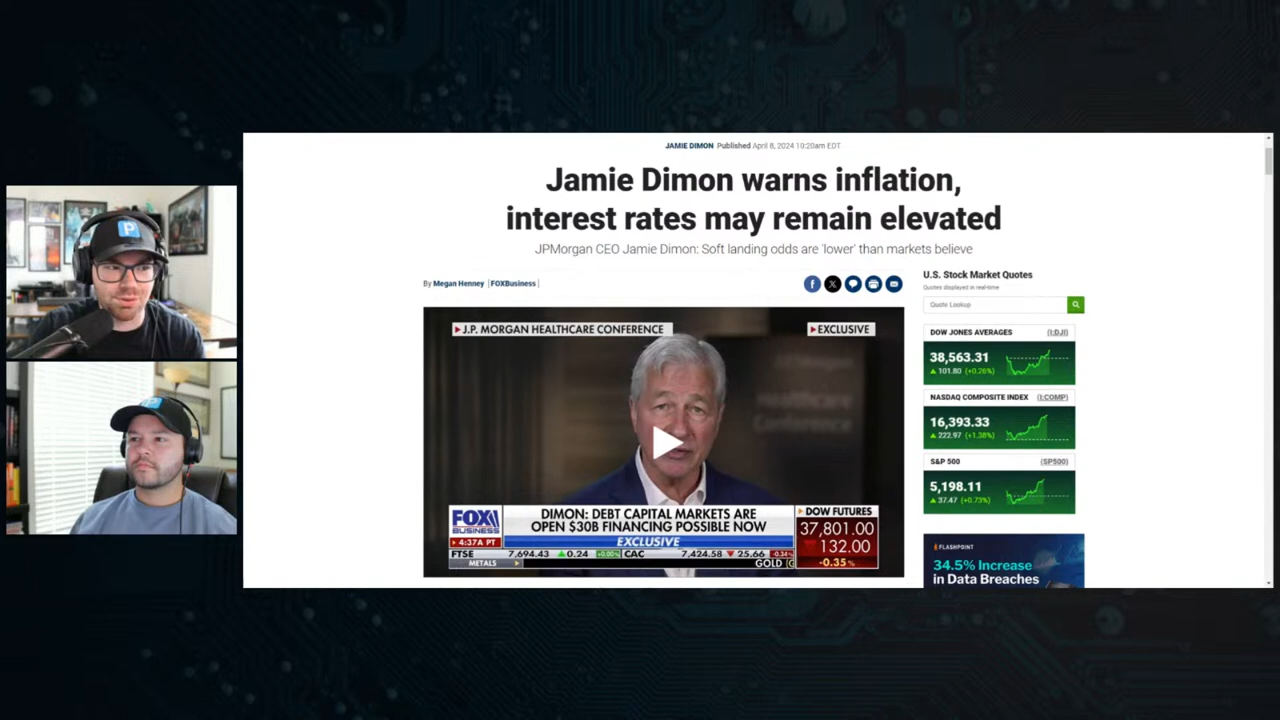 JAMIE DIMON Published April 8, 2024 10:20am EDT
Jamie Dimon warns inflation,
interest rates may remain elevated
JPMorgan CEO Jamie Dimon: Soft landing odds are 'lower' than markets believe
By Megan Henney | FOXBusiness |
J.P. MORGAN HEALTHCARE CONFERENCE
EXCLUSIVE
Healthcare
Conference
DIMON: DEBT CAPITAL MARKETS ARE
OPEN $30B FINANCING POSSIBLE NOW
EXCLUSIVE
FOX
BUSINESS
4:37A PT
DOW FUTURES
37,801.00
▼ 132.00
-0.35%
FTSE 7,694.43 ▲ 0.24 +0.00% CAC 7,424.58 ▼ 25.66 -0.34%
METALS GOLD (G
U.S. Stock Market Quotes
Quotes displayed in real-time
Quote Lookup
DOW JONES AVERAGES (I:DJI)
38,563.31
▲ 101.80 (+0.26%)
NASDAQ COMPOSITE INDEX (I:COMP)
16,393.33
▲ 222.97 (+1.38%)
S&P 500 (SP500)
5,198.11
▲ 37.47 (+0.73%)
FLASHPOINT
34.5% Increase
in Data Breaches
P